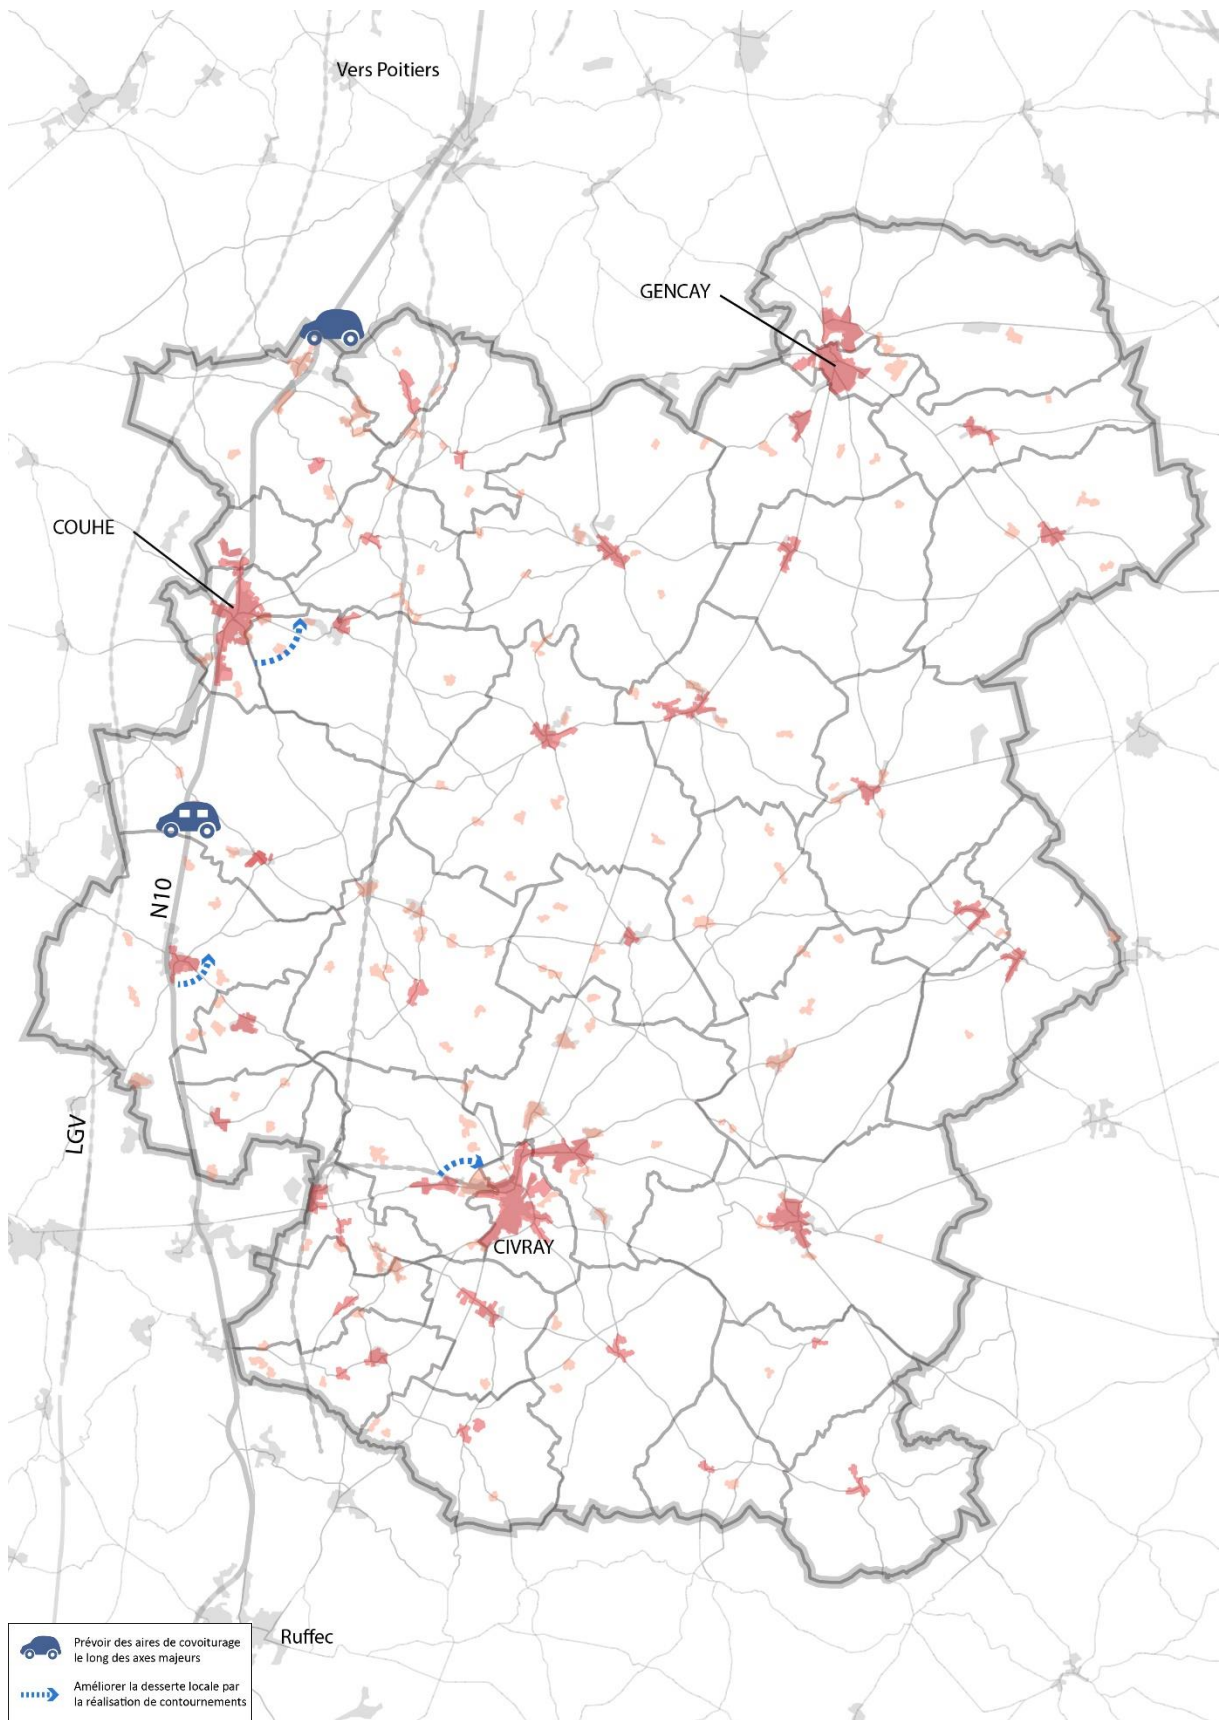 Vers Poitiers
GENCAY
COUHE
N10
LGV
CIVRAY
Ruffec
Prévoir des aires de covoiturage
le long des axes majeurs
Améliorer la desserte locale par
la réalisation de contournements